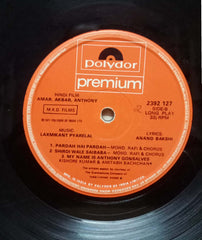 polydor
premium
HINDI FILM
AMAR, AKBAR, ANTHONY
M.K.D. FILMS
2392 127
SIDE-B
LONG PLAY
33⅓ RPM
MUSIC:
LAXMIKANT PYARELAL
LYRICS:
ANAND BAKSHI
1. PARDAH HAI PARDAH—MOHD. RAFI & CHORUS
2. SHIRDI WALE SAIBABA—MOHD. RAFI & CHORUS
3. MY NAME IS ANTHONY GONSALVES
KISHORE KUMAR & AMITABH BACHCHAN